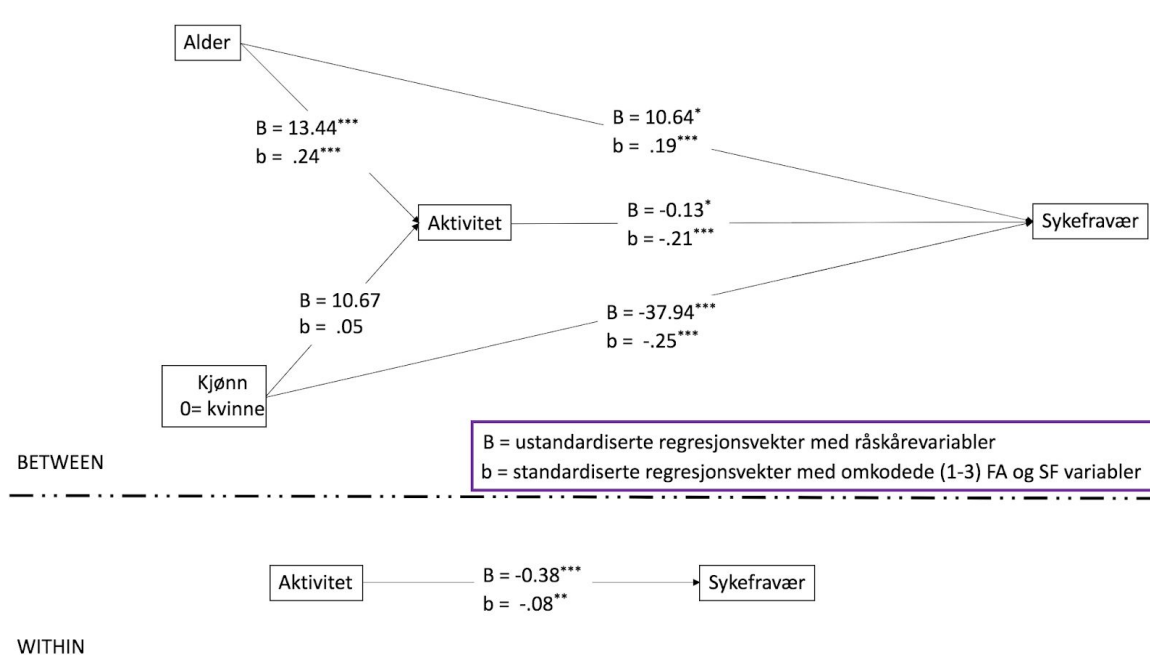 Alder
B = 10.64*
b = .19***
B = 13.44***
b = .24***
Aktivitet
B = -0.13*
b = -.21***
Sykefravær
B = 10.67
b = .05
B = -37.94***
b = -.25***
Kjønn
0= kvinne
B = ustandardiserte regresjonsvekter med råskårevariabler
b = standardiserte regresjonsvekter med omkodede (1-3) FA og SF variabler
BETWEEN
Aktivitet
B = -0.38***
b = -.08**
Sykefravær
WITHIN